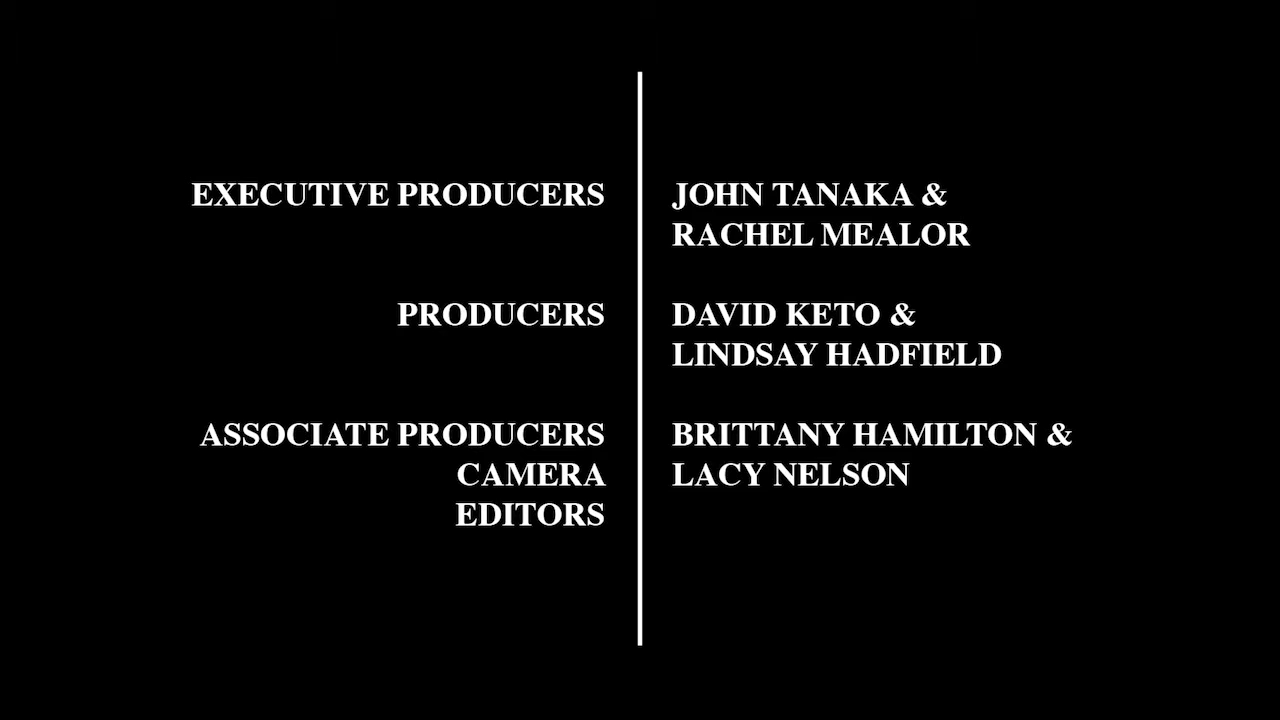 EXECUTIVE PRODUCERS
JOHN TANAKA &
RACHEL MEALOR
PRODUCERS
DAVID KETO &
LINDSAY HADFIELD
ASSOCIATE PRODUCERS
CAMERA
EDITORS
BRITTANY HAMILTON &
LACY NELSON